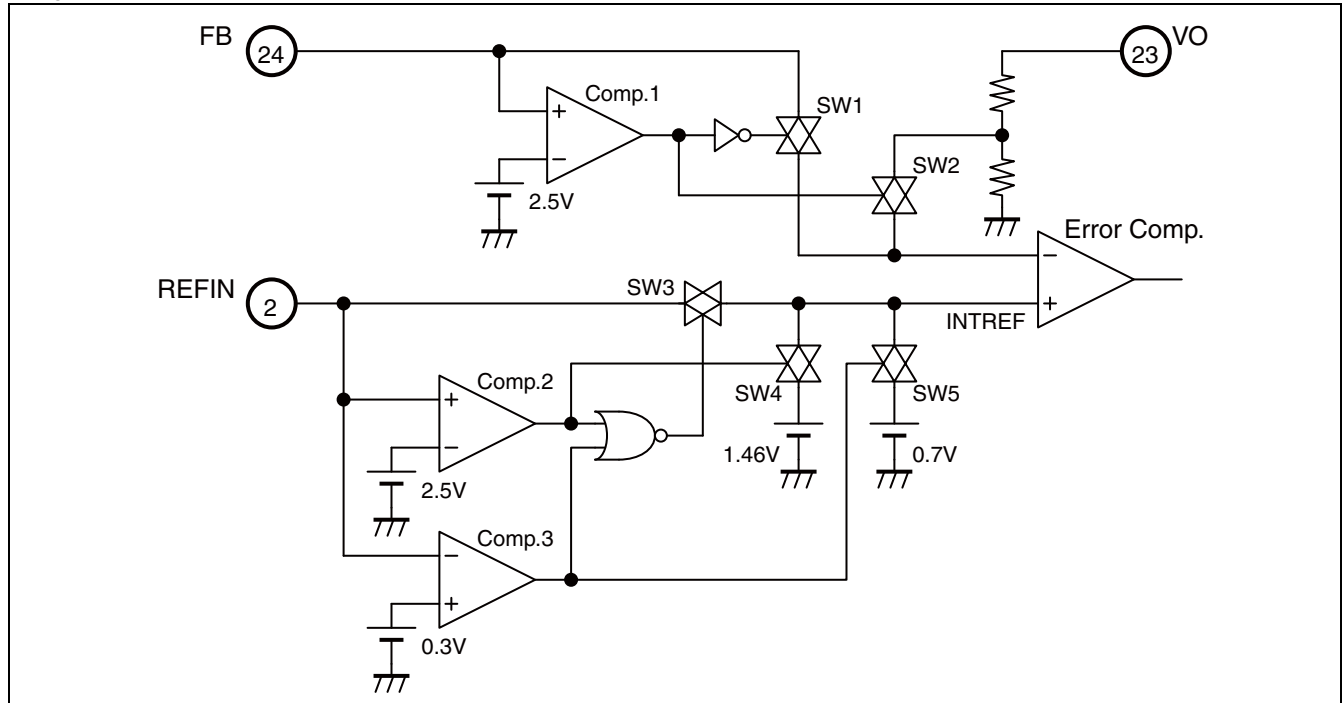 FB
24
VO
23
Comp.1
+
−
2.5V
SW1
SW2
Error Comp.
−
+
REFIN
2
SW3
INTREF
Comp.2
+
−
2.5V
SW4
SW5
1.46V
0.7V
Comp.3
−
+
0.3V